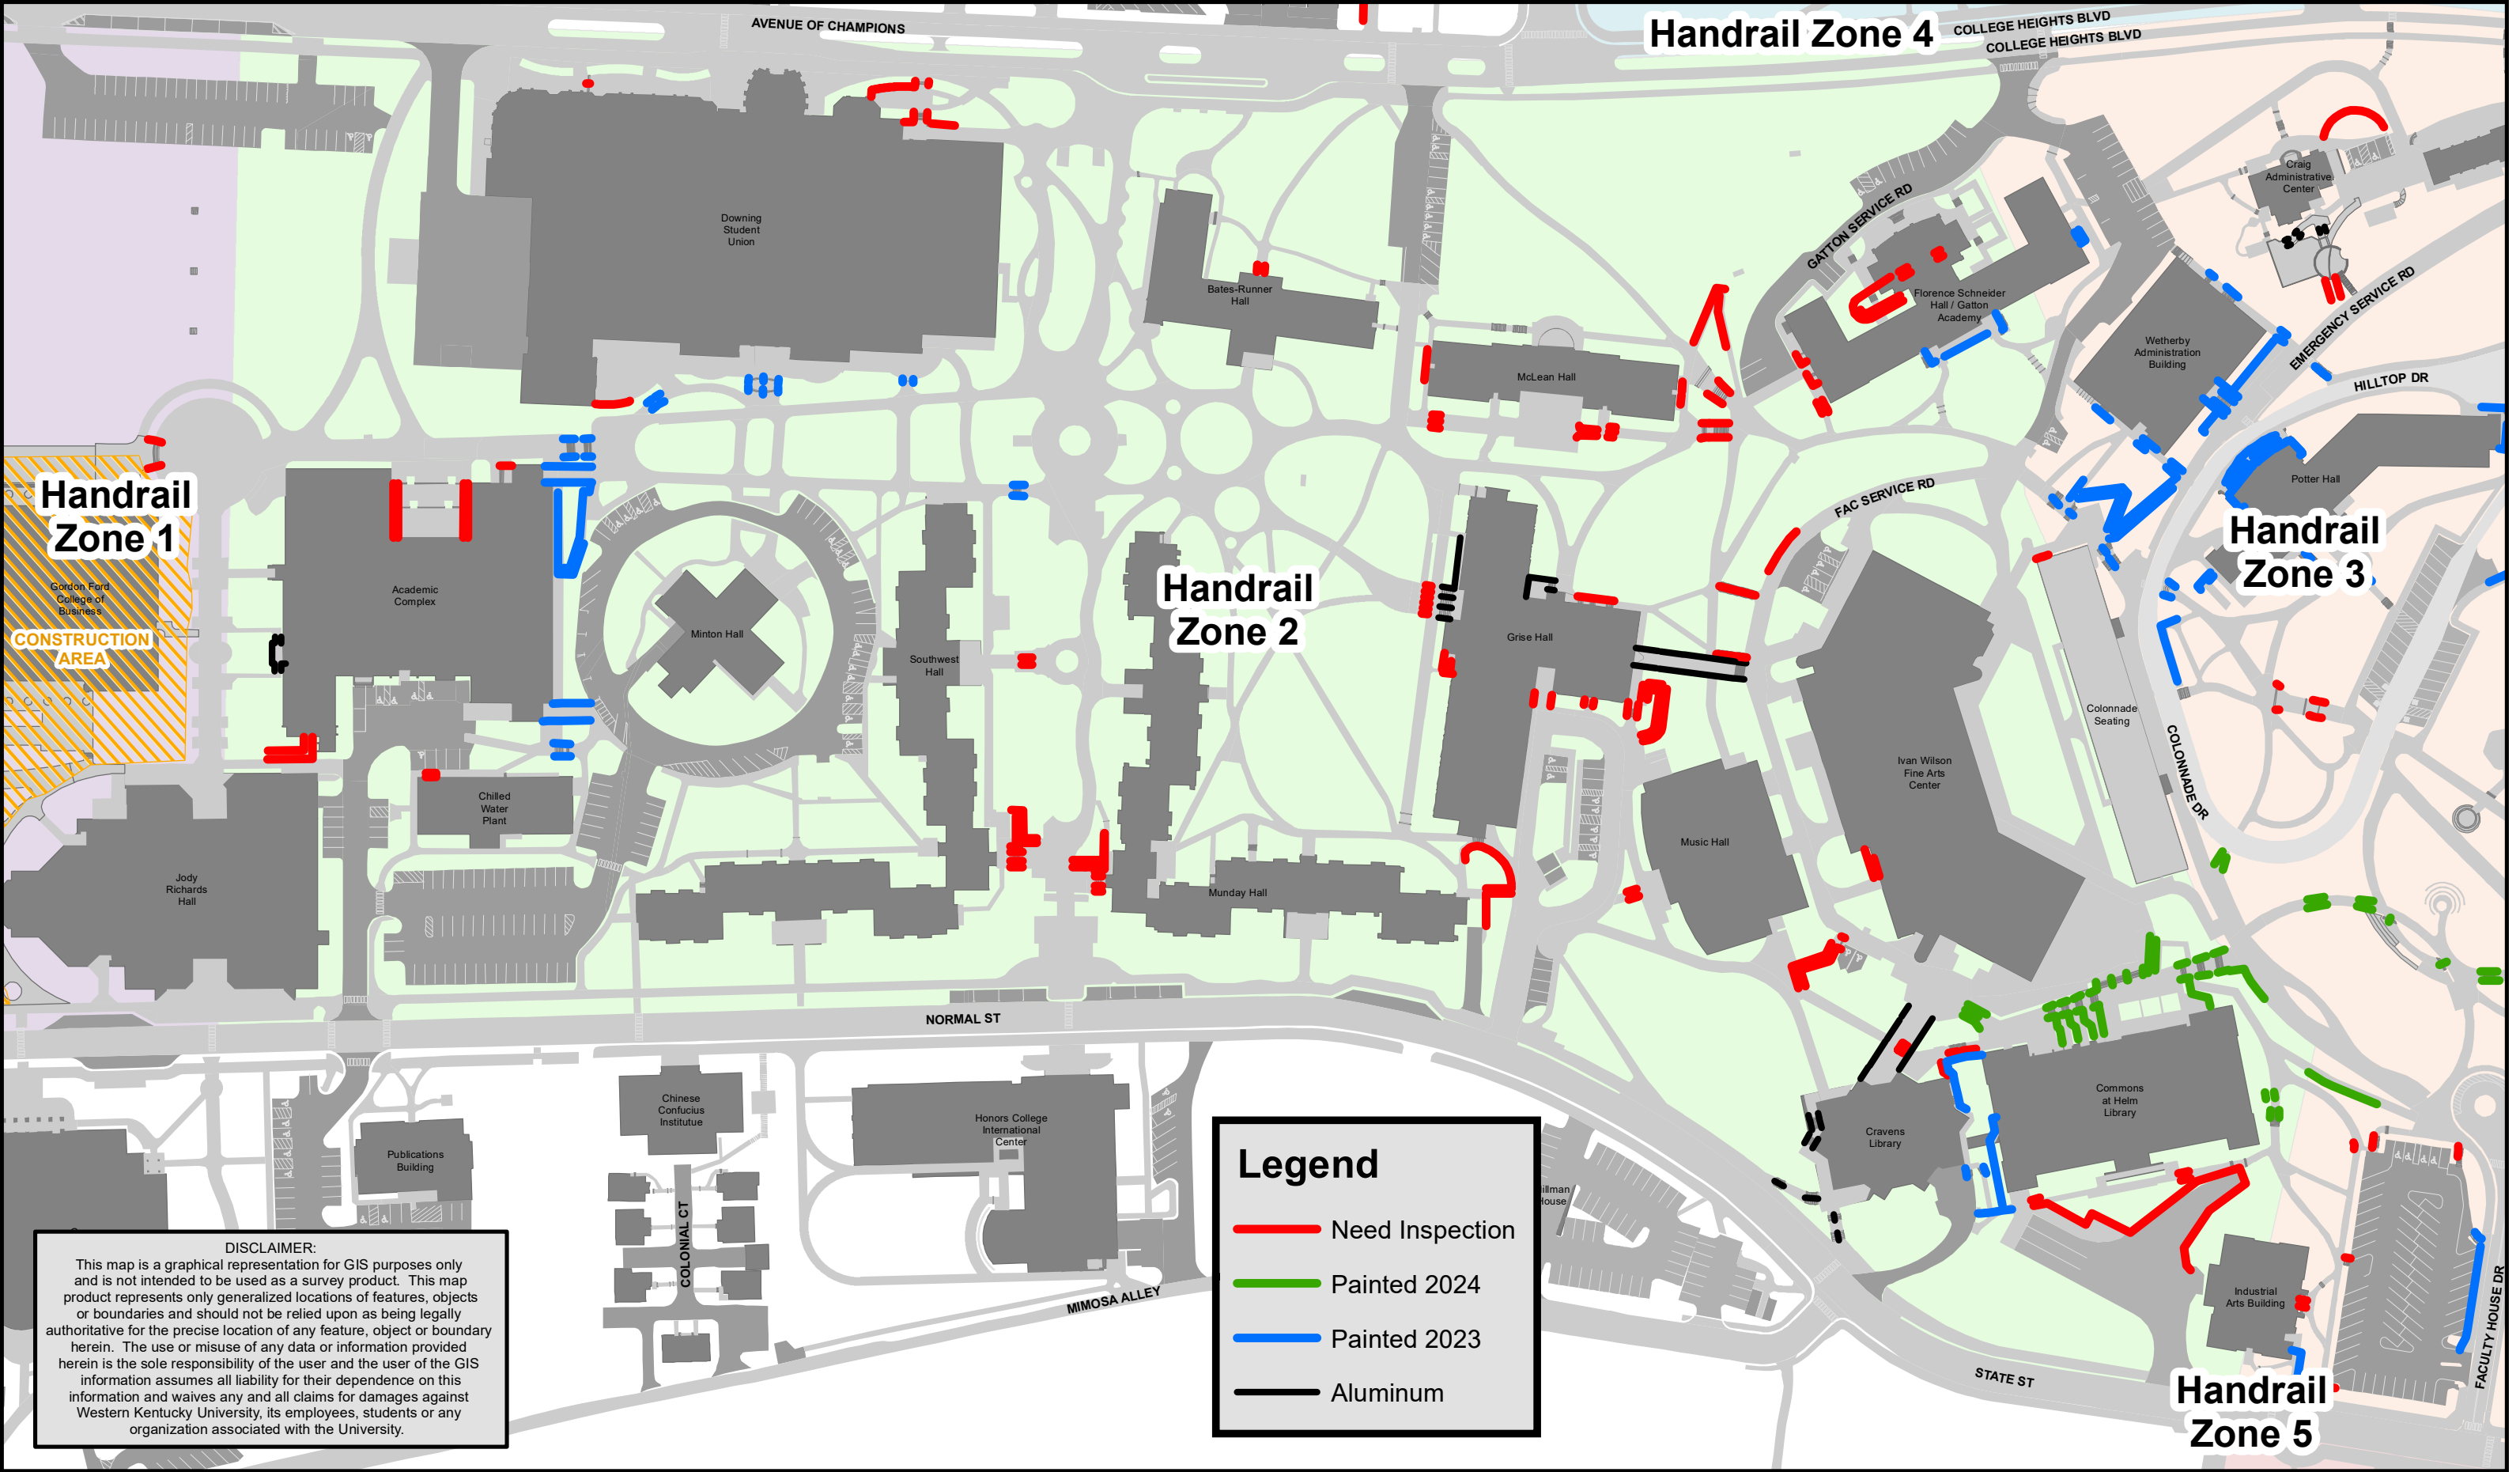 AVENUE OF CHAMPIONS
Handrail Zone 4
COLLEGE HEIGHTS BLVD
COLLEGE HEIGHTS BLVD
Craig
Administrative
Center
Downing
Student
Union
GATTON SERVICE RD
Bates-Runner
Hall
Florence Schneider
Hall / Gatton
Academy
EMERGENCY SERVICE RD
Wetherby
Administration
Building
HILLTOP DR
McLean Hall
Potter Hall
FAC SERVICE RD
Handrail
Zone 1
Handrail
Zone 3
Gordon Ford
College of
Business
CONSTRUCTION
AREA
Academic
Complex
Handrail
Zone 2
Minton Hall
Southwest
Hall
Grise Hall
Colonnade
Seating
COLONNADE DR
Ivan Wilson
Fine Arts
Center
Chilled
Water
Plant
Music Hall
Jody
Richards
Hall
Munday Hall
NORMAL ST
Chinese
Confucius
Institutue
Honors College
International
Center
Publications
Building
Commons
at Helm
Library
Cravens
Library
Legend
Need Inspection
Painted 2024
Painted 2023
Aluminum
illman
House
COLONIAL CT
MIMOSA ALLEY
Industrial
Arts Building
FACULTY HOUSE DR
STATE ST
Handrail
Zone 5
DISCLAIMER:
This map is a graphical representation for GIS purposes only
and is not intended to be used as a survey product.  This map
product represents only generalized locations of features, objects
or boundaries and should not be relied upon as being legally
authoritative for the precise location of any feature, object or boundary
herein.  The use or misuse of any data or information provided
herein is the sole responsibility of the user and the user of the GIS
information assumes all liability for their dependence on this
information and waives any and all claims for damages against
Western Kentucky University, its employees, students or any
organization associated with the University.